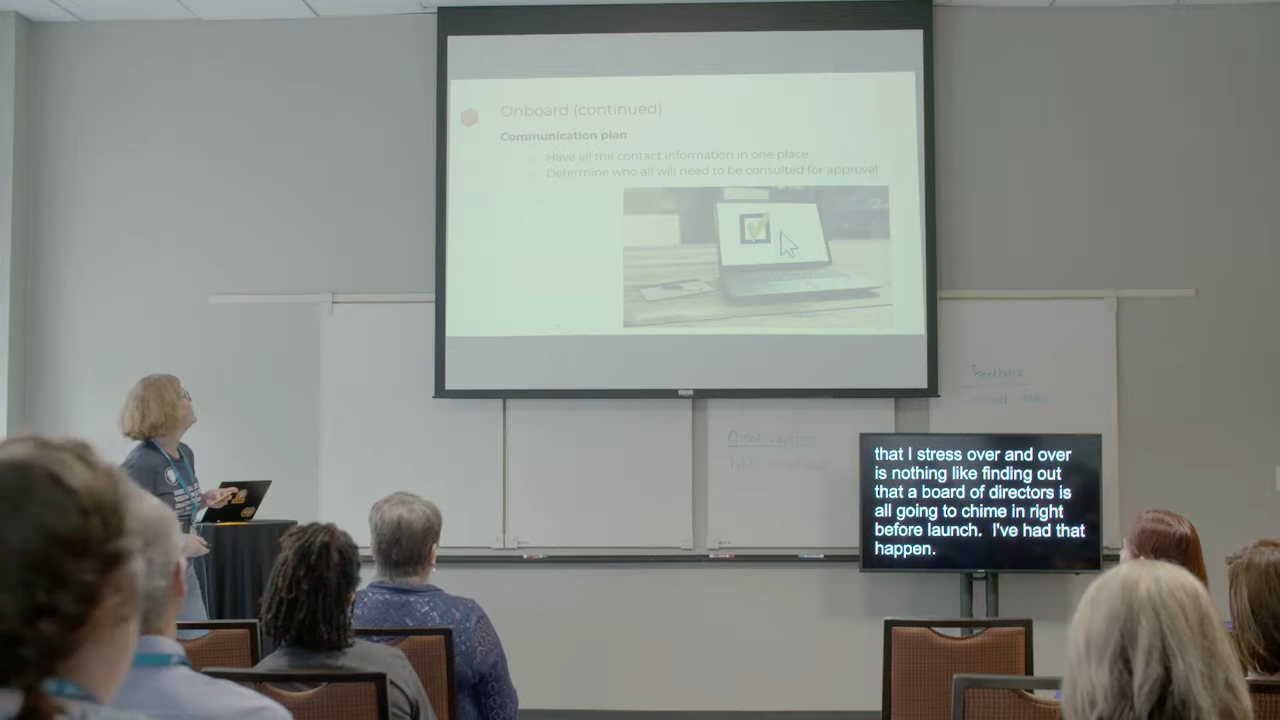 Onboard (continued)
Communication plan
Have all the contact information in one place
Determine who all will need to be consulted for approval
that I stress over and over
is nothing like finding out
that a board of directors is
all going to chime in right
before launch.  I've had that
happen.